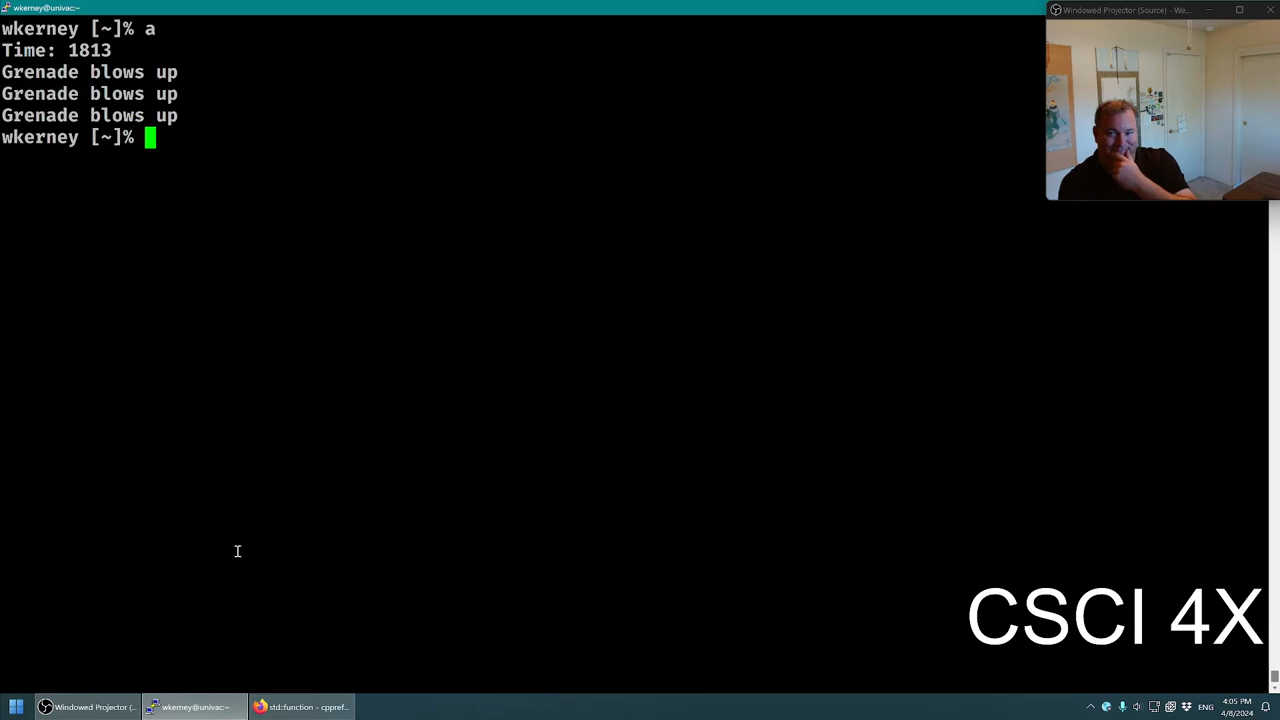 wkerney@univac:~
Windowed Projector (Source) - We...
wkerney [~]% a
Time: 1813
Grenade blows up
Grenade blows up
Grenade blows up
wkerney [~]%
CSCI 4X
Windowed Projector (...
wkerney@univac:~
std::function - cppref...
ENG
4:05 PM
4/8/2024